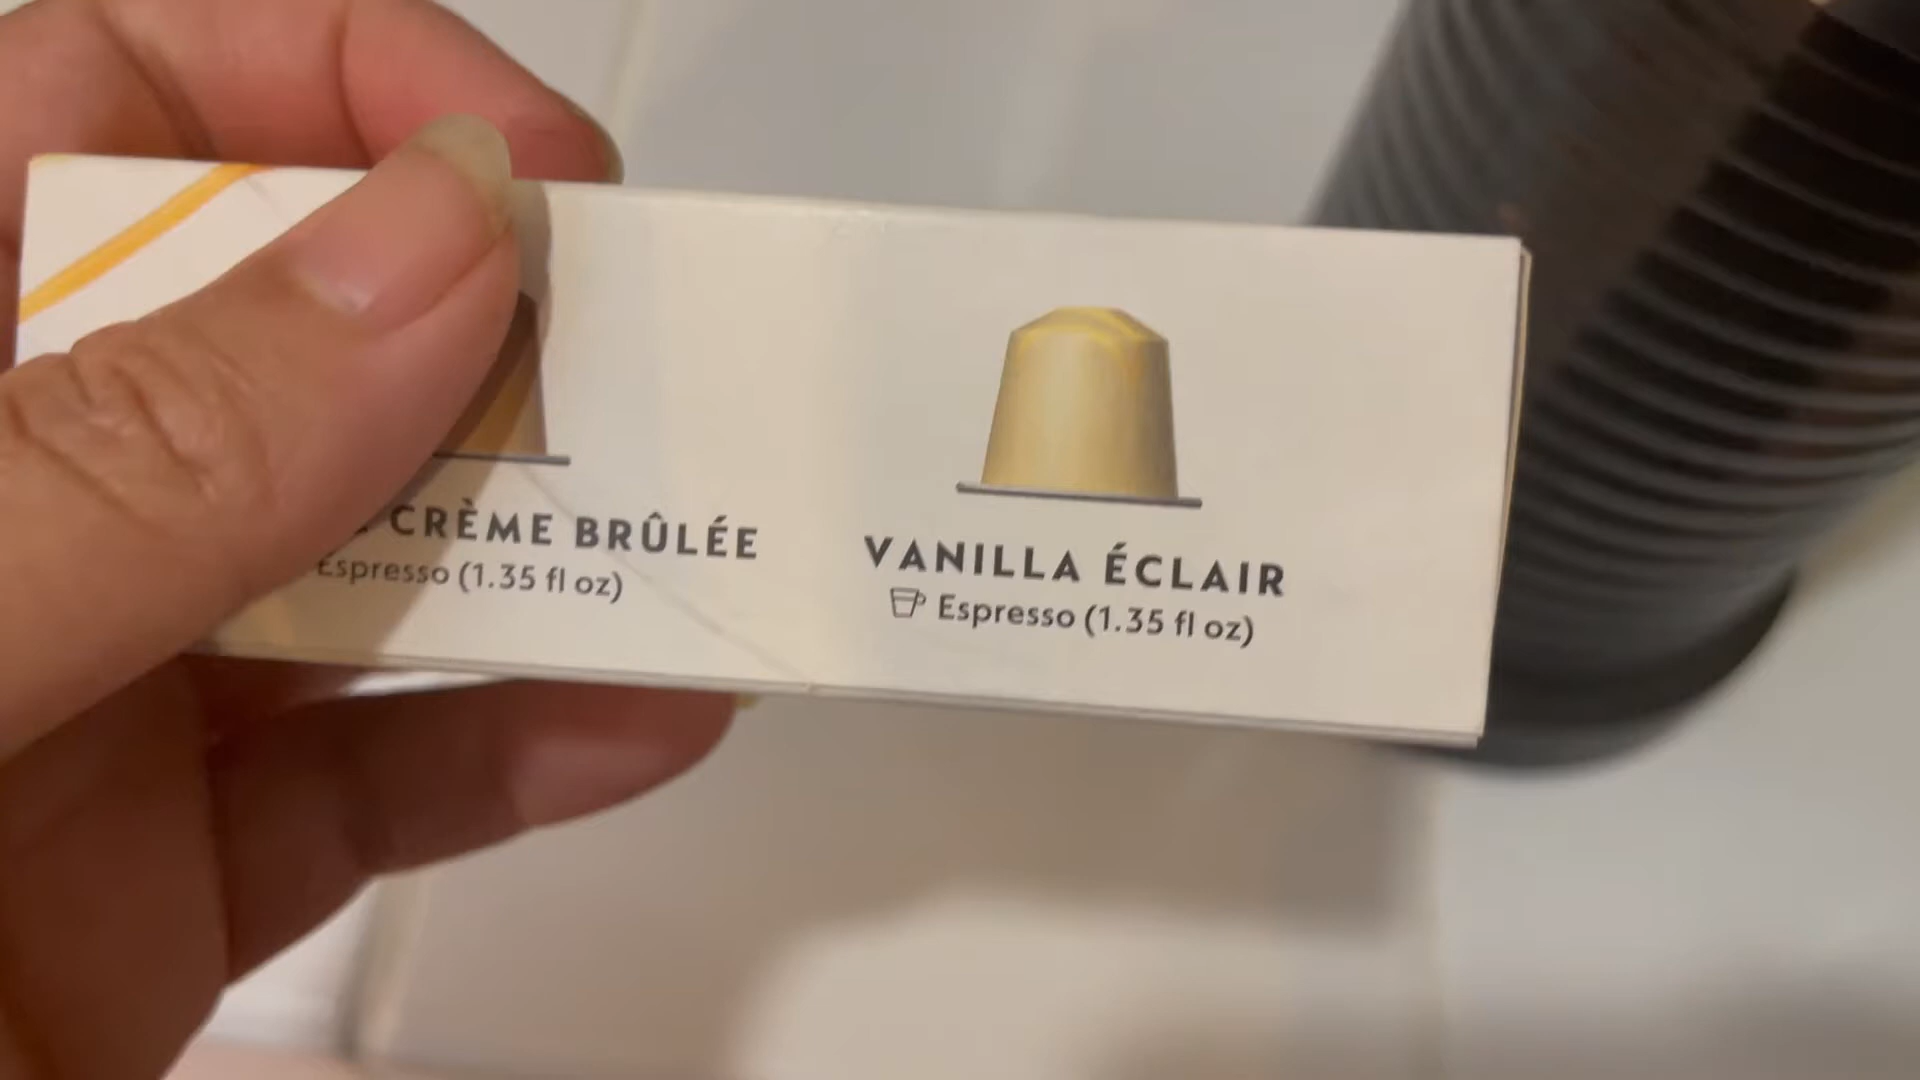 CRÈME BRÛLÉE
Espresso (1.35 fl oz)
VANILLA ÉCLAIR
Espresso (1.35 fl oz)